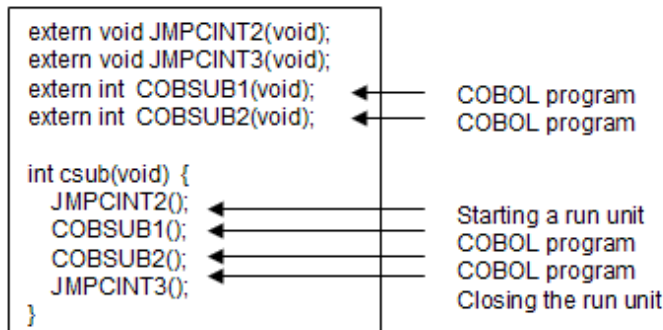 extern void JMPCINT2(void);
extern void JMPCINT3(void);
extern int COBSUB1(void);
COBOL program
extern int COBSUB2(void);
COBOL program
int csub(void) {
JMPCINT2();
Starting a run unit
COBSUB1();
COBOL program
COBSUB2();
COBOL program
JMPCINT3();
Closing the run unit
}